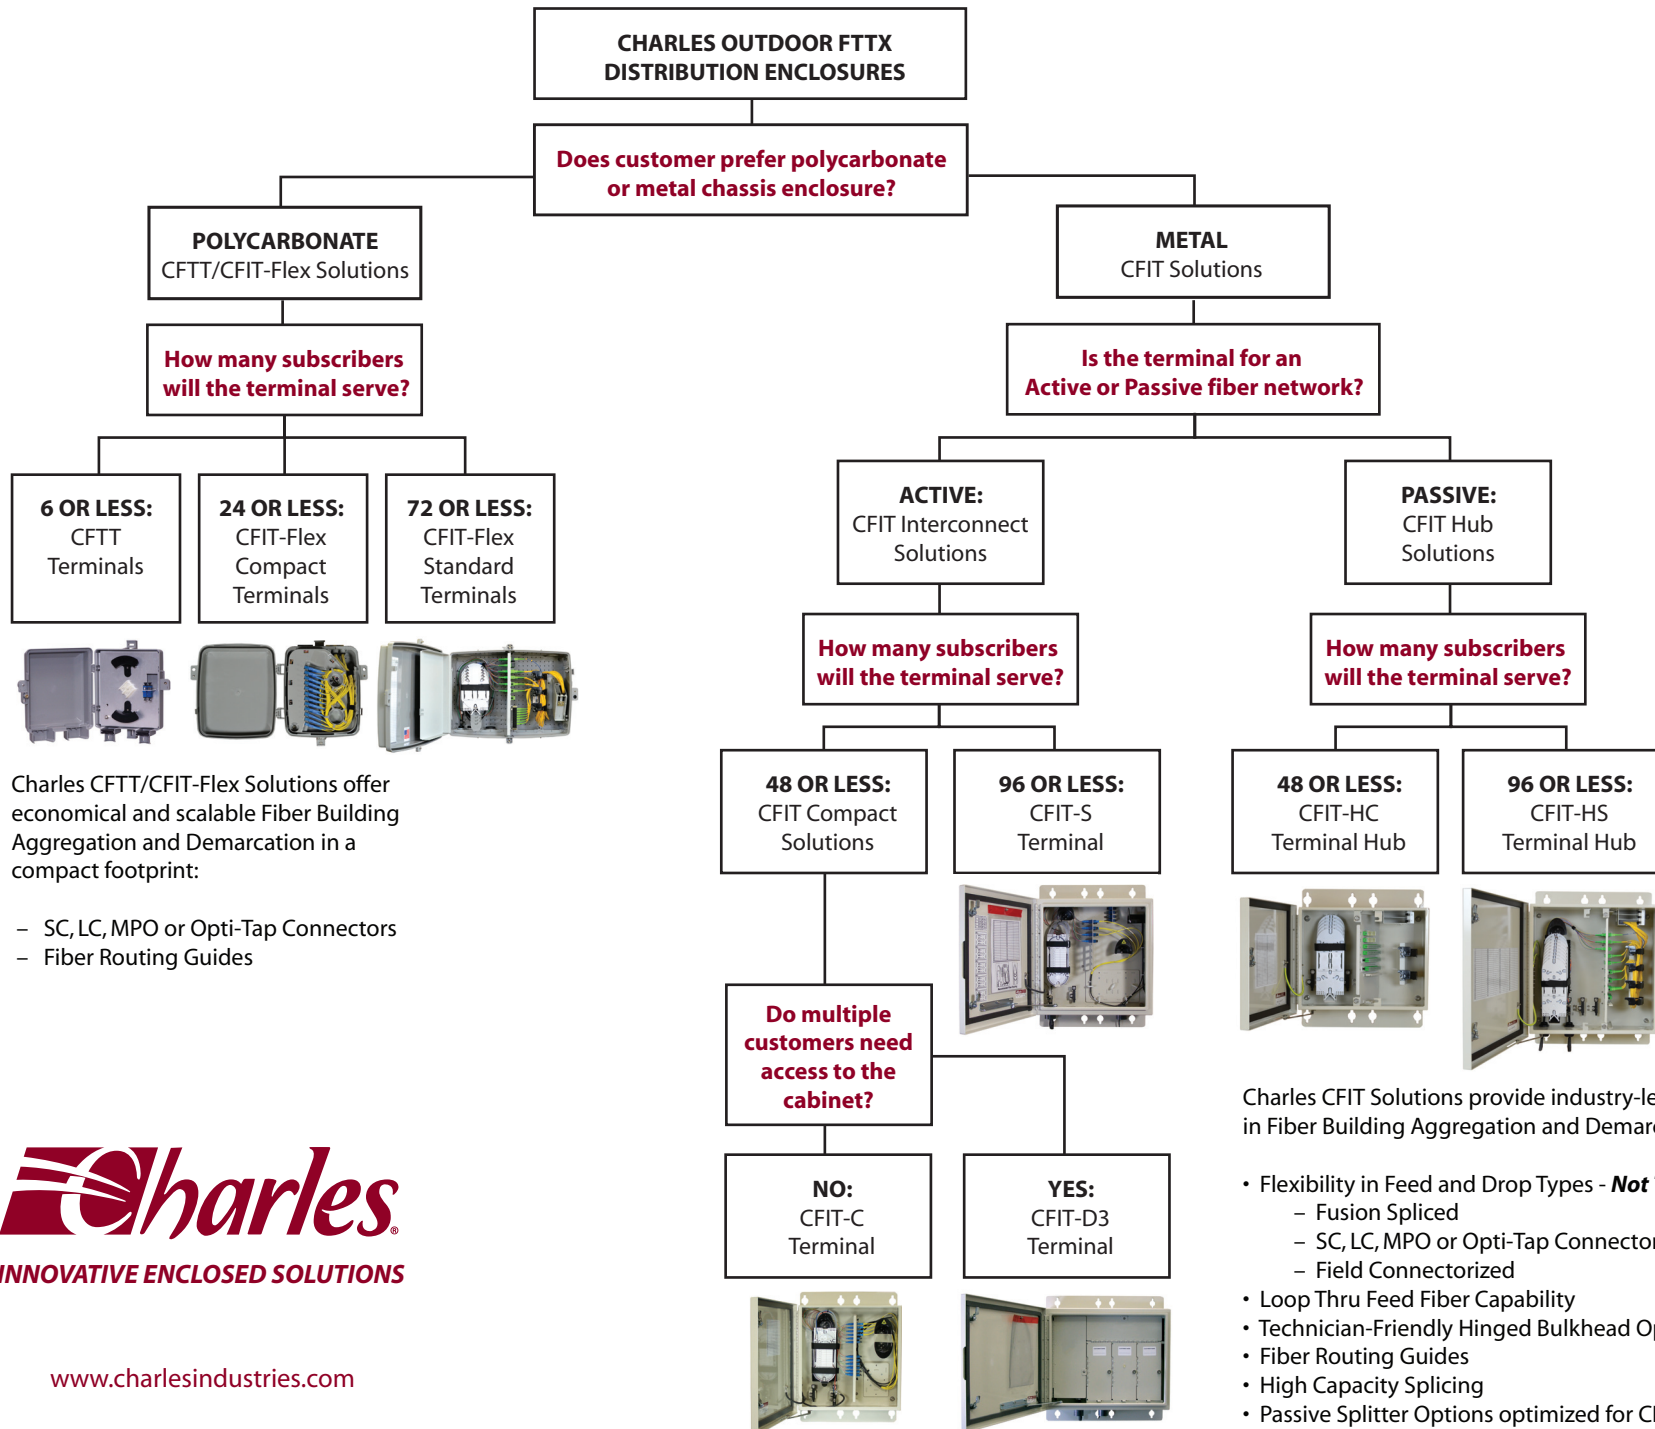 CHARLES OUTDOOR FTTX
DISTRIBUTION ENCLOSURES
Does customer prefer polycarbonate
or metal chassis enclosure?
POLYCARBONATE
CFTT/CFIT-Flex Solutions
METAL
CFIT Solutions
How many subscribers
will the terminal serve?
Is the terminal for an
Active or Passive fiber network?
6 OR LESS:
CFTT
Terminals
24 OR LESS:
CFIT-Flex
Compact
Terminals
72 OR LESS:
CFIT-Flex
Standard
Terminals
ACTIVE:
CFIT Interconnect
Solutions
PASSIVE:
CFIT Hub
Solutions
How many subscribers
will the terminal serve?
How many subscribers
will the terminal serve?
48 OR LESS:
CFIT Compact
Solutions
96 OR LESS:
CFIT-S
Terminal
48 OR LESS:
CFIT-HC
Terminal Hub
96 OR LESS:
CFIT-HS
Terminal Hub
Charles CFTT/CFIT-Flex Solutions offer
economical and scalable Fiber Building
Aggregation and Demarcation in a
compact footprint:
– SC, LC, MPO or Opti-Tap Connectors
– Fiber Routing Guides
Do multiple
customers need
access to the
cabinet?
NO:
CFIT-C
Terminal
YES:
CFIT-D3
Terminal
Charles®
INNOVATIVE ENCLOSED SOLUTIONS
www.charlesindustries.com
Charles CFIT Solutions provide
in Fiber Building Aggregation and
• Flexibility in Feed and Drop Types - Not
– Fusion Spliced
– SC, LC, MPO or Opti-Tap
– Field Connectorized
• Loop Thru Feed Fiber Capability
• Technician-Friendly Hinged Bulkhead
• Fiber Routing Guides
• High Capacity Splicing
• Passive Splitter Options optimized for